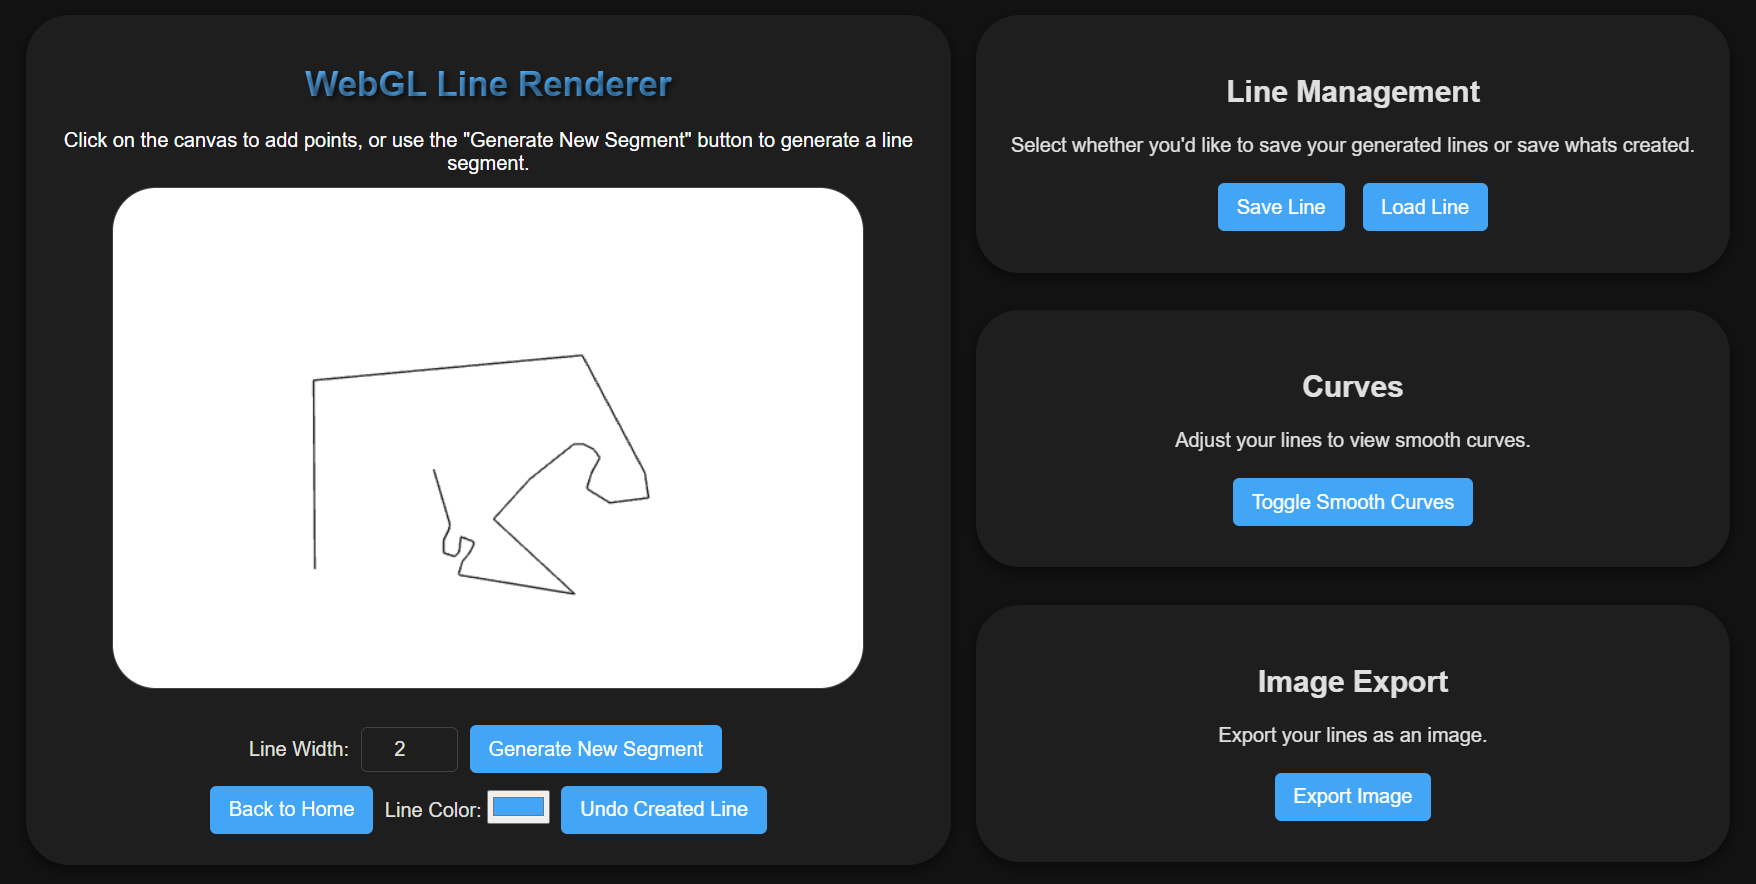 WebGL Line Renderer
Click on the canvas to add points, or use the "Generate New Segment" button to generate a line
segment.
Line Width: 2 Generate New Segment
Back to Home Line Color: Undo Created Line
Line Management
Select whether you'd like to save your generated lines or save whats created.
Save Line Load Line
Curves
Adjust your lines to view smooth curves.
Toggle Smooth Curves
Image Export
Export your lines as an image.
Export Image